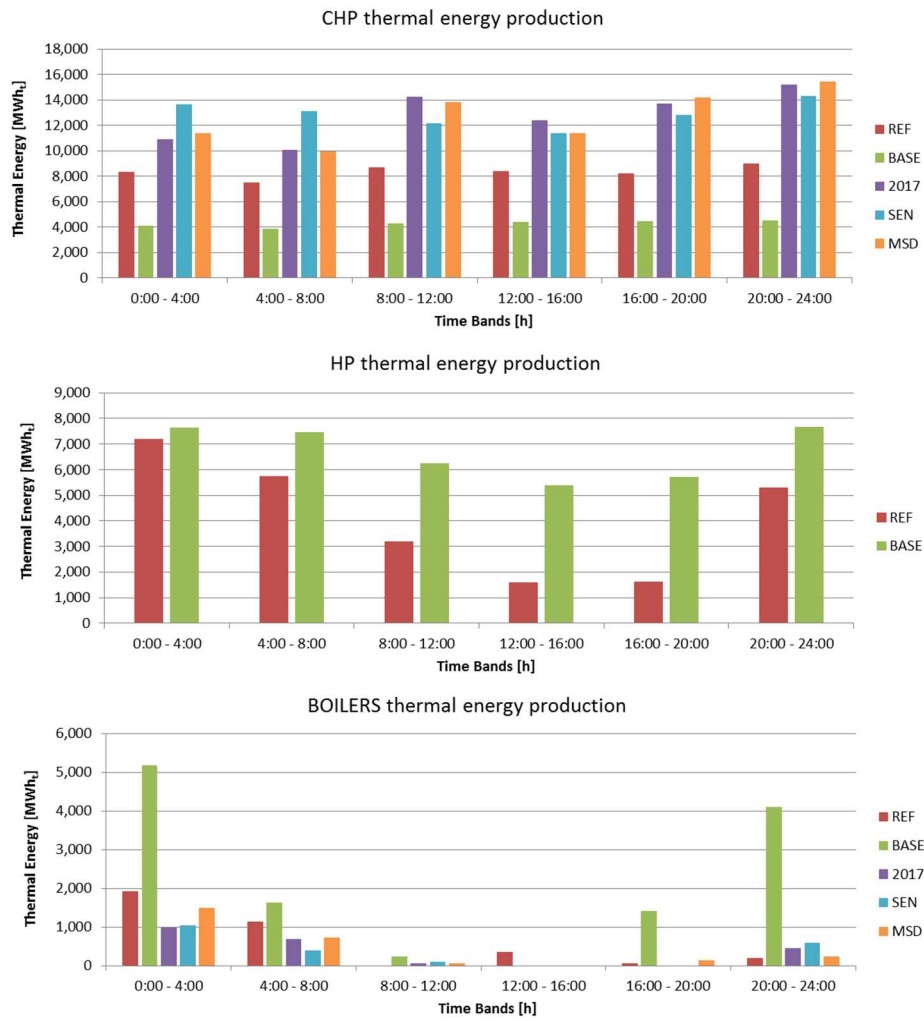 CHP thermal energy production
Thermal Energy [MWht]
18,000
16,000
14,000
12,000
10,000
8,000
6,000
4,000
2,000
0
0:00 - 4:00
4:00 - 8:00
8:00 - 12:00
12:00 - 16:00
16:00 - 20:00
20:00 - 24:00
Time Bands [h]
REF
BASE
2017
SEN
MSD
HP thermal energy production
Thermal Energy [MWht]
9,000
8,000
7,000
6,000
5,000
4,000
3,000
2,000
1,000
0
0:00 - 4:00
4:00 - 8:00
8:00 - 12:00
12:00 - 16:00
16:00 - 20:00
20:00 - 24:00
Time Bands [h]
REF
BASE
BOILERS thermal energy production
Thermal Energy [MWht]
6,000
5,000
4,000
3,000
2,000
1,000
0
0:00 - 4:00
4:00 - 8:00
8:00 - 12:00
12:00 - 16:00
16:00 - 20:00
20:00 - 24:00
Time Bands [h]
REF
BASE
2017
SEN
MSD